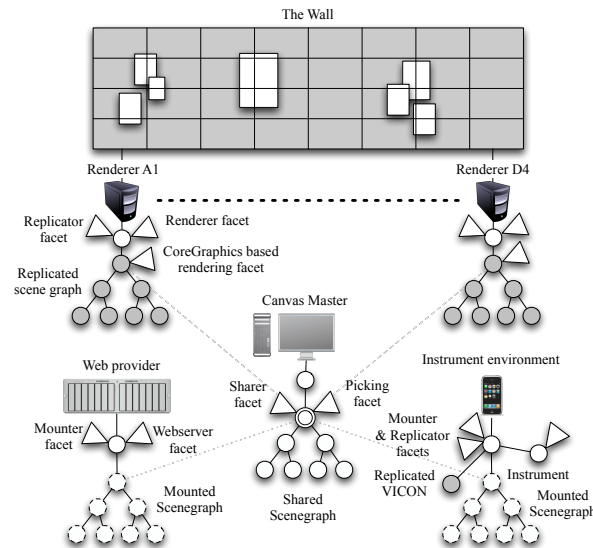 The Wall
Renderer A1
Renderer D4
Replicator
facet
Renderer facet
CoreGraphics based
rendering facet
Replicated
scene graph
Canvas Master
Web provider
Instrument environment
Sharer
facet
Picking
facet
Mounter
facet
Webserver
facet
Mounter
& Replicator
facets
Replicated
VICON
Instrument
Mounted
Scenegraph
Shared
Scenegraph
Mounted
Scenegraph